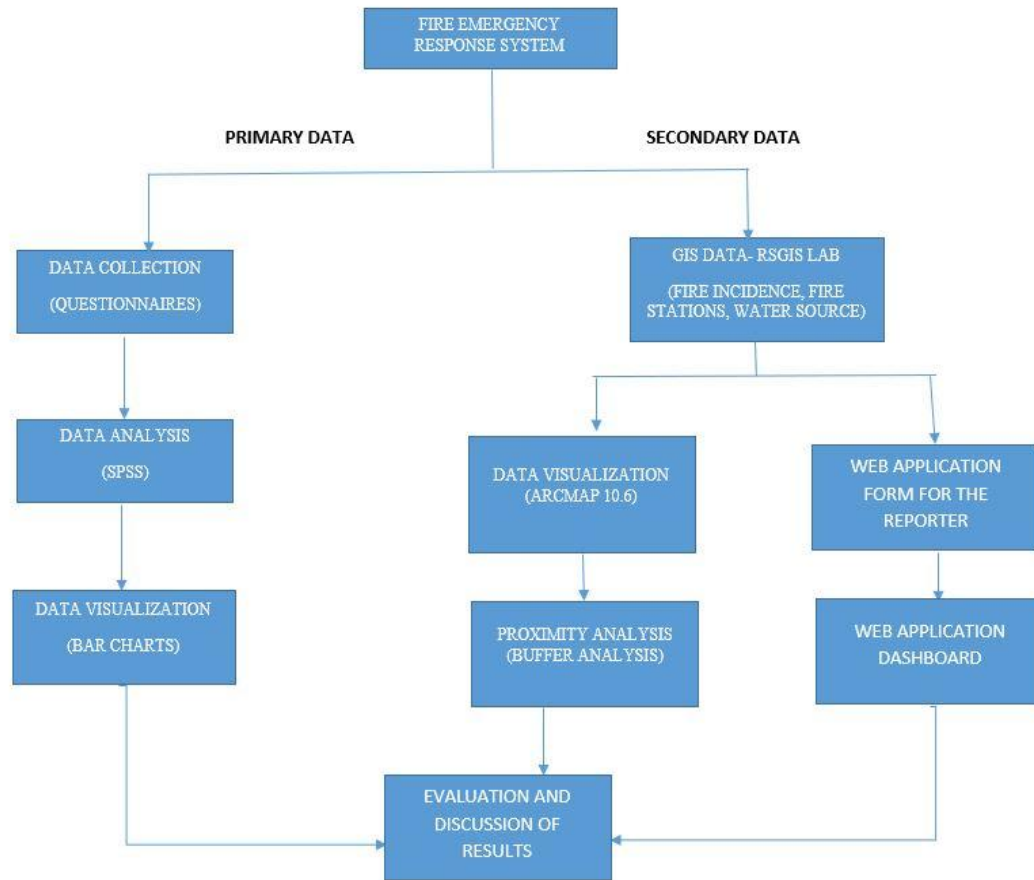 FIRE EMERGENCY
RESPONSE SYSTEM
PRIMARY DATA
SECONDARY DATA
DATA COLLECTION
(QUESTIONNAIRES)
GIS DATA- RSGIS LAB
(FIRE INCIDENCE, FIRE
STATIONS, WATER SOURCE)
DATA ANALYSIS
(SPSS)
DATA VISUALIZATION
(ARCMAP 10.6)
WEB APPLICATION
FORM FOR THE
REPORTER
DATA VISUALIZATION
(BAR CHARTS)
PROXIMITY ANALYSIS
(BUFFER ANALYSIS)
WEB APPLICATION
DASHBOARD
EVALUATION AND
DISCUSSION OF
RESULTS